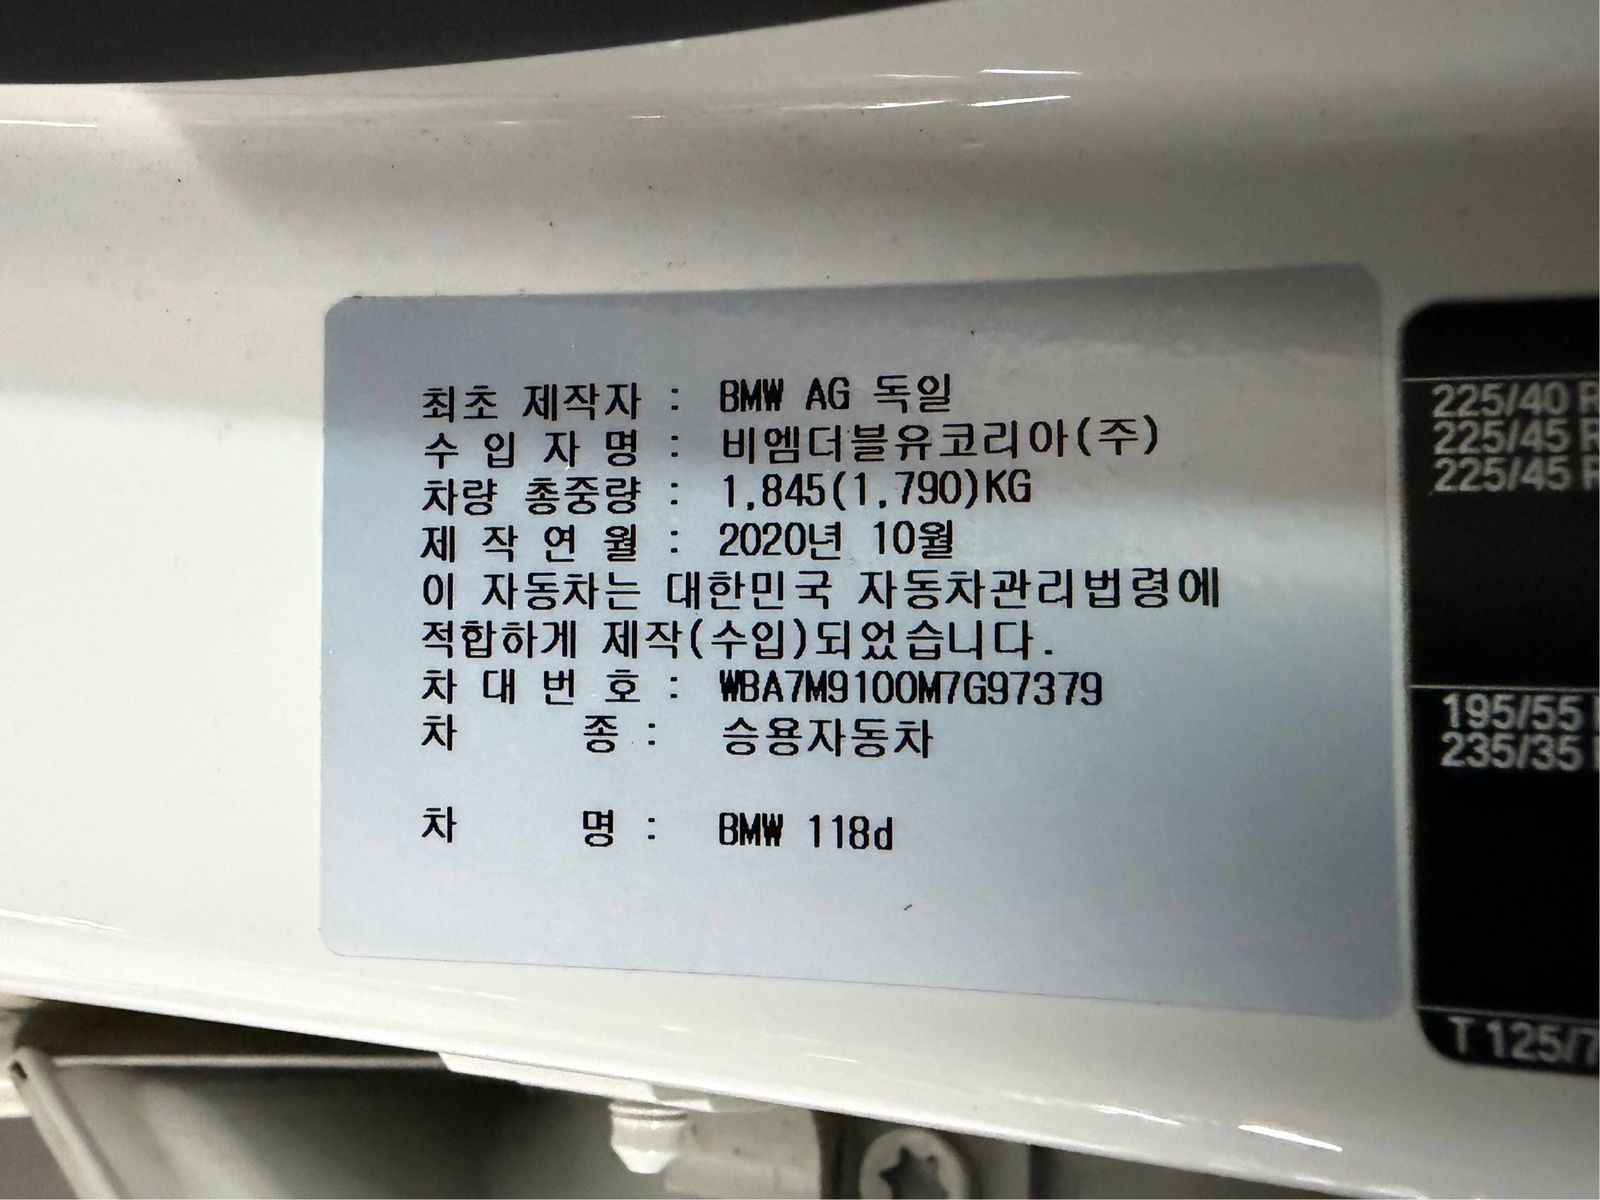 최초 제작자 : BMW AG 독일
수 입 자 명 : 비엠더블유코리아(주)
차량 총중량 : 1,845(1,790)KG
제 작 연 월 : 2020년 10월
이 자동차는 대한민국 자동차관리법령에
적합하게 제작(수입)되었습니다.
차 대 번 호 : WBA7M9100M7G97379
차 종 : 승용자동차
차 명 : BMW 118d
225/40 R
225/45 R
225/45 R
195/55
235/35
T 125/7